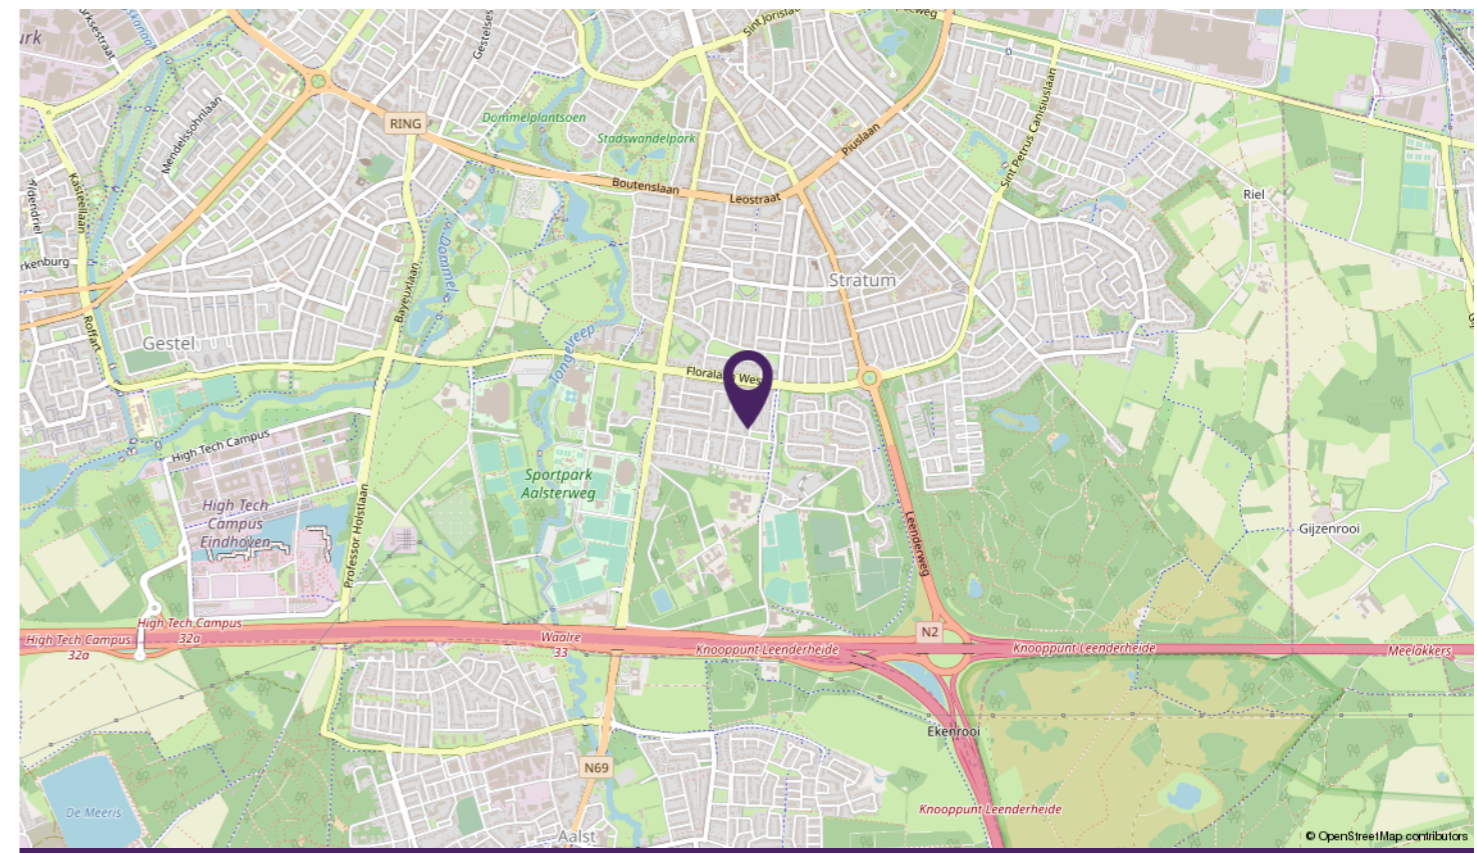 Sint Jorislaan
Gestelses
Mendelssohnlaan
RING
Dommelplantsoen
Stadswandelpark
Piuslaan
Sint Petrus Canisiuslaan
Kasteellaan
Boutenslaan
Leostraat
Riel
Dommel
Bayeuxlaan
Stratum
Roffart
Gestel
Tongelreep
Floralaan West
High Tech Campus
Sportpark
Aalsterweg
High Tech
Campus
Eindhoven
Professor Holstlaan
Leenderweg
Gijzenrooi
High Tech Campus
32a
High Tech Campus
32a
Waalre
33
N2
Knooppunt Leenderheide
Knooppunt Leenderheide
Meelakkers
Ekenrooi
N69
De Meeris
Knooppunt Leenderheide
Aalst
© OpenStreetMap contributors